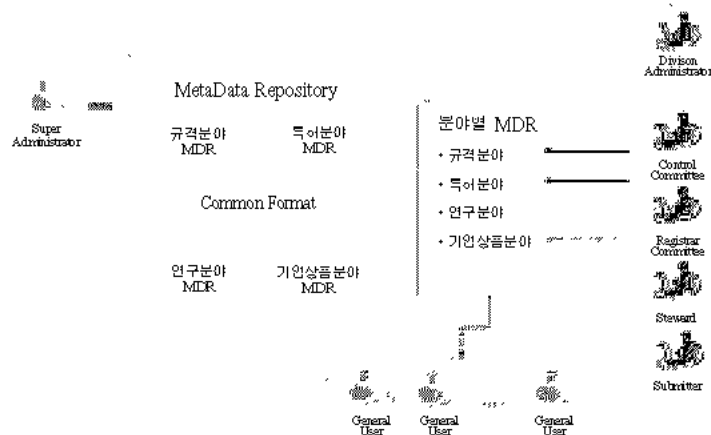 MetaData Repository
Super
Administrator
규격분야
MDR
특허분야
MDR
Common Format
연구분야
MDR
기업상품분야
MDR
분야별 MDR
• 규격분야
• 특허분야
• 연구분야
• 기업상품분야
Divison
Administrator
Control
Committee
Registrar
Committee
Steward
Submitter
General
User
General
User
General
User